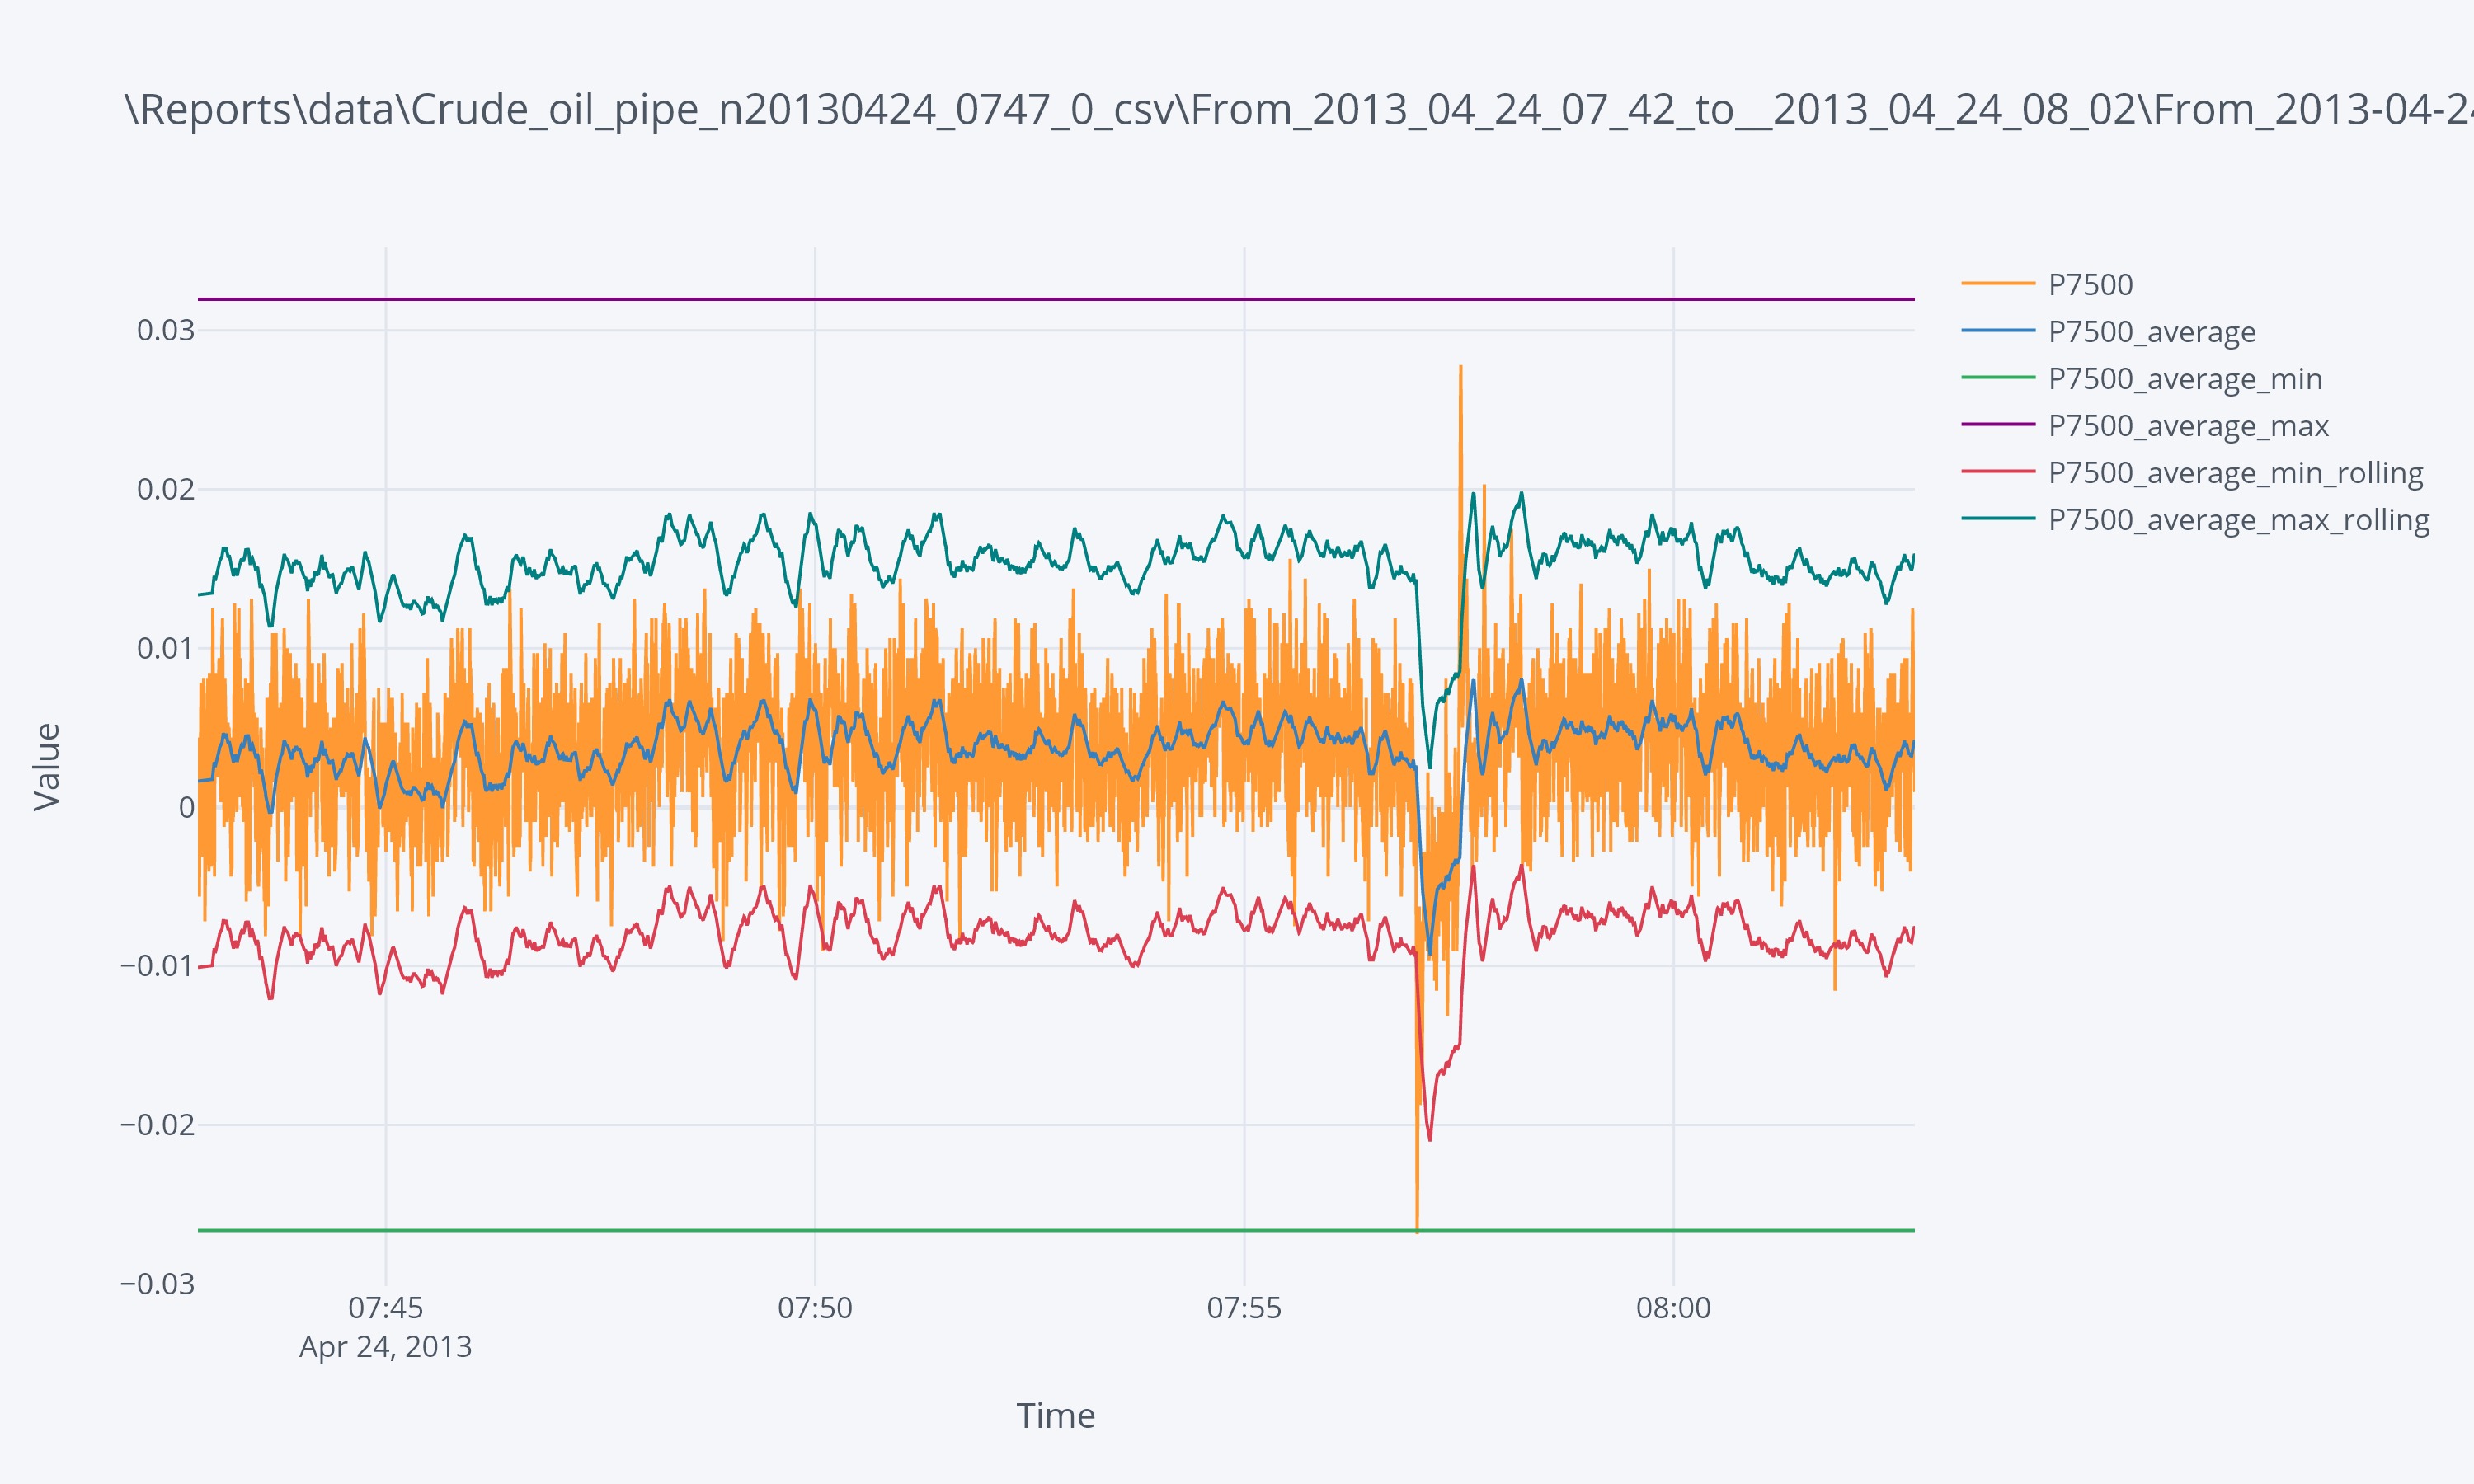 \Reports\data\Crude_oil_pipe_n20130424_0747_0_csv\From_2013_04_24_07_42_to__2013_04_24_08_02\From_2013-04-24
P7500
P7500_average
P7500_average_min
P7500_average_max
P7500_average_min_rolling
P7500_average_max_rolling
Value
0.03
0.02
0.01
0
−0.01
−0.02
−0.03
07:45
Apr 24, 2013
07:50
07:55
08:00
Time